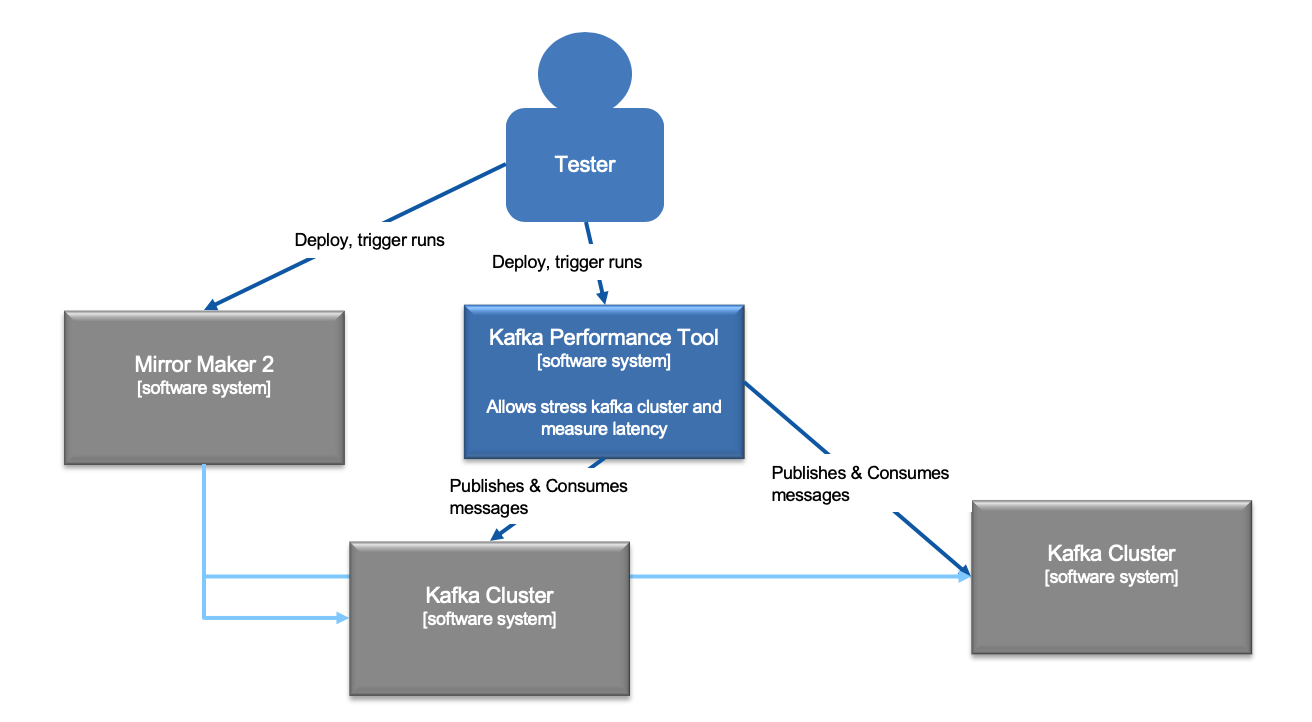 Tester
Deploy, trigger runs
Deploy, trigger runs
Mirror Maker 2
[software system]
Kafka Performance Tool
[software system]
Allows stress kafka cluster and
measure latency
Publishes & Consumes
messages
Publishes & Consumes
messages
Kafka Cluster
[software system]
Kafka Cluster
[software system]